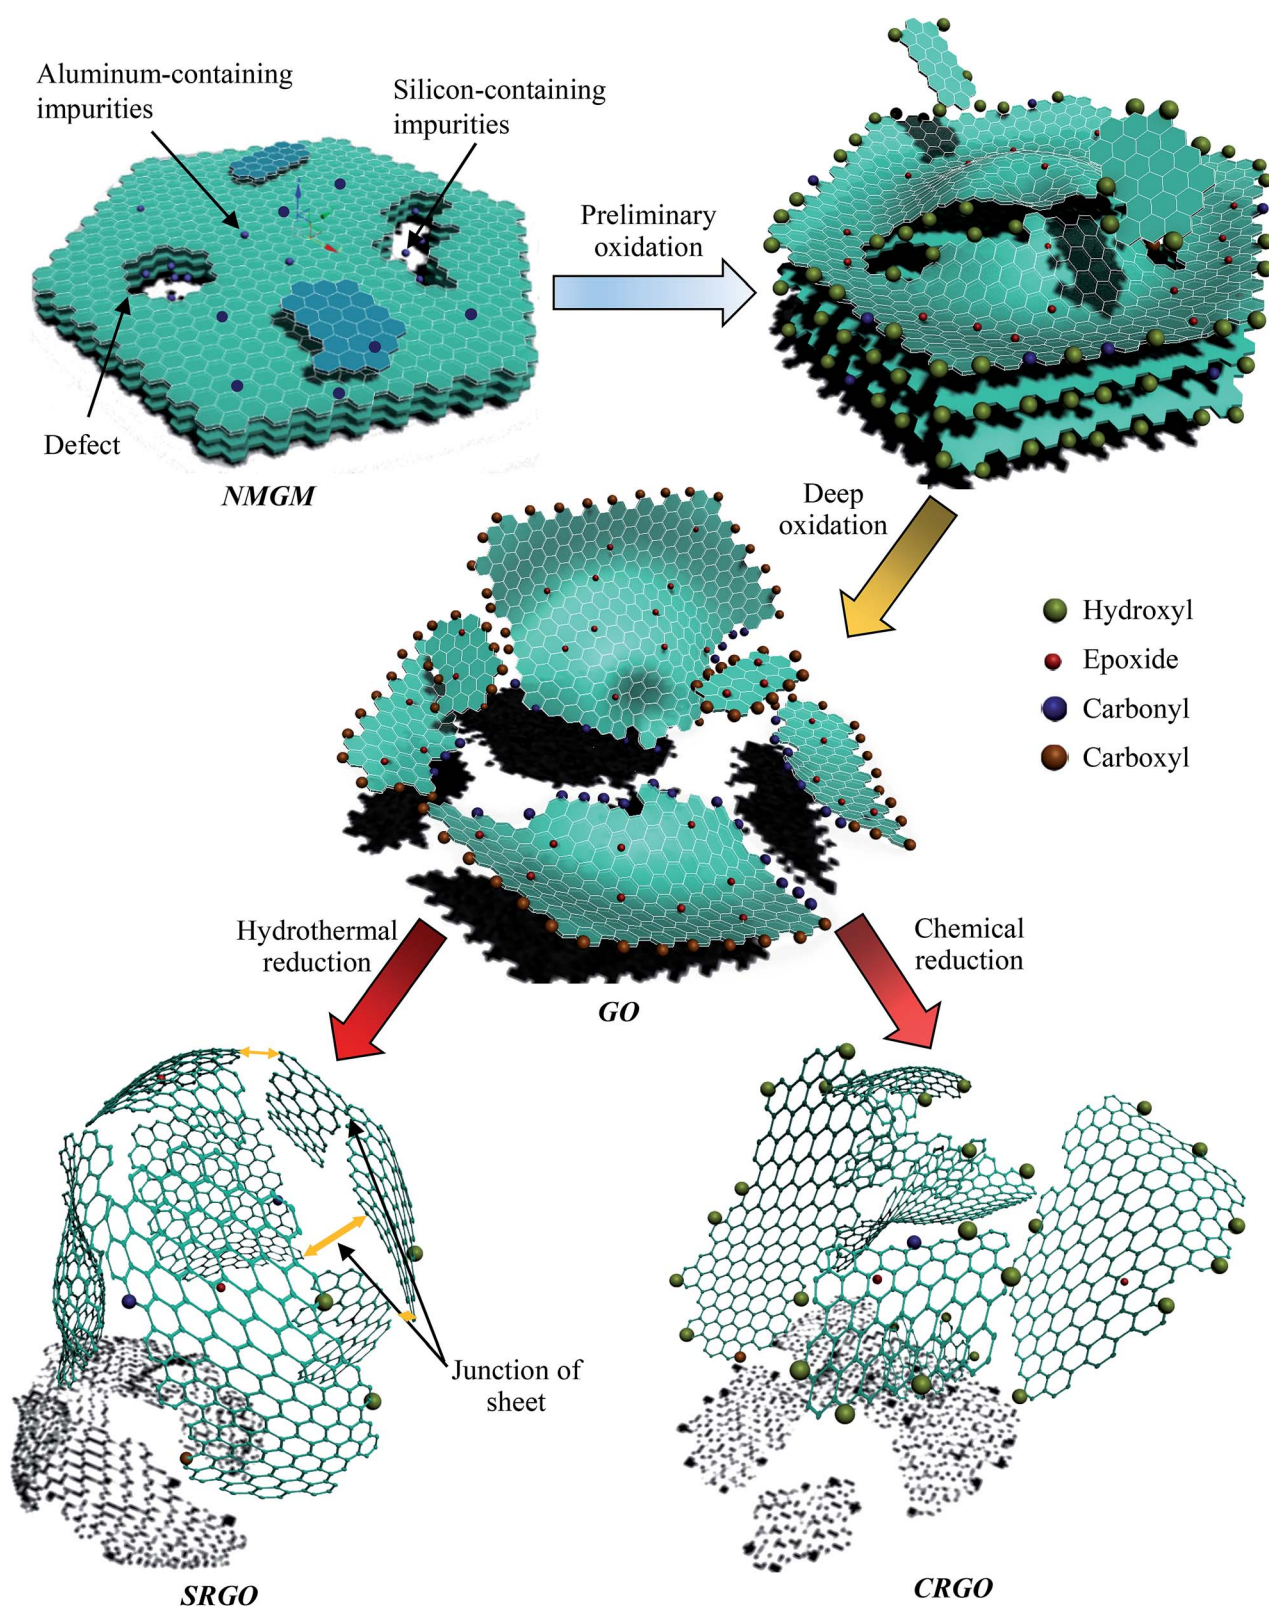 Aluminum-containing
impurities
Silicon-containing
impurities
Preliminary
oxidation
Defect
NMGM
Deep
oxidation
Hydroxyl
Epoxide
Carbonyl
Carboxyl
Hydrothermal
reduction
Chemical
reduction
GO
Junction of
sheet
SRGO
CRGO